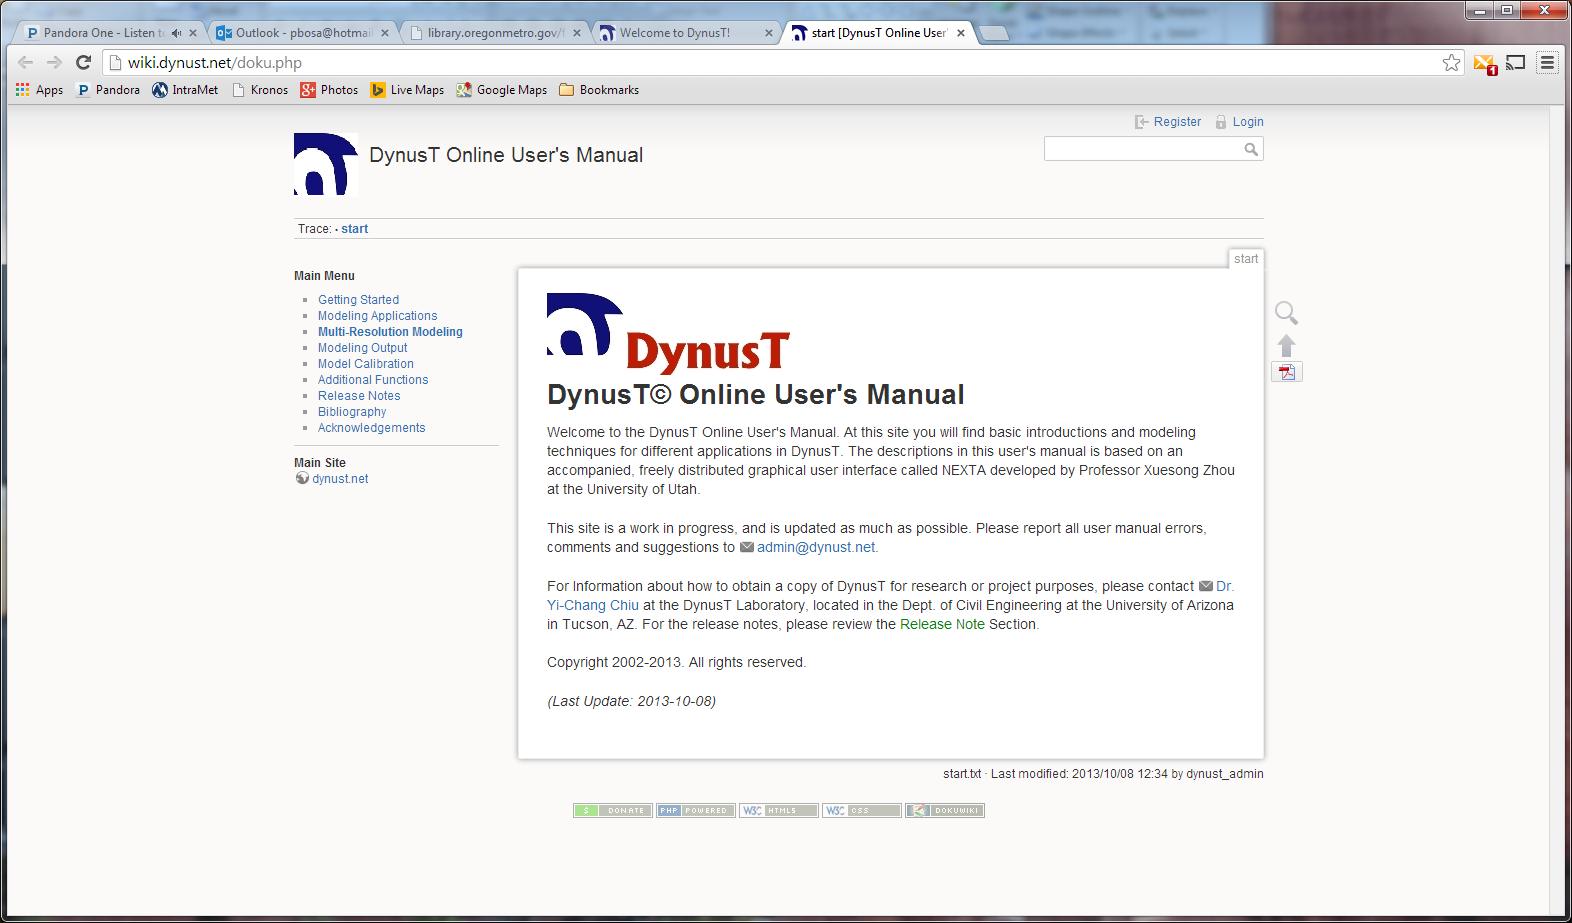 Pandora One - Listen t
Outlook - pbosa@hotmail
library.oregonmetro.gov/f
Welcome to DynusT!
start [DynusT Online User'
wiki.dynust.net/doku.php
1
Apps
Pandora
IntraMet
Kronos
Photos
Live Maps
Google Maps
Bookmarks
Register
Login
DynusT Online User's Manual
Trace: • start
start
Main Menu
Getting Started
Modeling Applications
Multi-Resolution Modeling
Modeling Output
Model Calibration
Additional Functions
Release Notes
Bibliography
Acknowledgements
Main Site
dynust.net
DynusT
DynusT© Online User's Manual
Welcome to the DynusT Online User's Manual. At this site you will find basic introductions and modeling
techniques for different applications in DynusT. The descriptions in this user's manual is based on an
accompanied, freely distributed graphical user interface called NEXTA developed by Professor Xuesong Zhou
at the University of Utah.
This site is a work in progress, and is updated as much as possible. Please report all user manual errors,
comments and suggestions to admin@dynust.net.
For Information about how to obtain a copy of DynusT for research or project purposes, please contact Dr.
Yi-Chang Chiu at the DynusT Laboratory, located in the Dept. of Civil Engineering at the University of Arizona
in Tucson, AZ. For the release notes, please review the Release Note Section.
Copyright 2002-2013. All rights reserved.
(Last Update: 2013-10-08)
start.txt · Last modified: 2013/10/08 12:34 by dynust_admin
$ DONATE
PHP POWERED
W3C HTML5
W3C CSS
DOKUWIKI